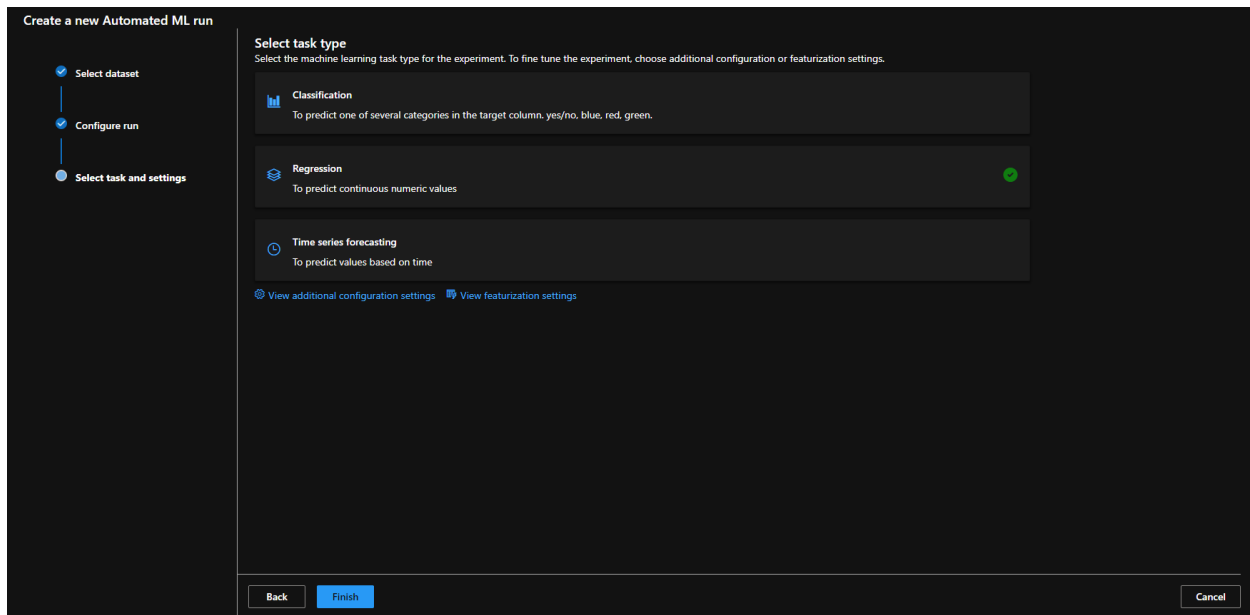 Create a new Automated ML run
Select dataset
Configure run
Select task and settings
Select task type
Select the machine learning task type for the experiment. To fine tune the experiment, choose additional configuration or featurization settings.
Classification
To predict one of several categories in the target column. yes/no, blue, red, green.
Regression
To predict continuous numeric values
Time series forecasting
To predict values based on time
View additional configuration settings View featurization settings
Back Finish Cancel